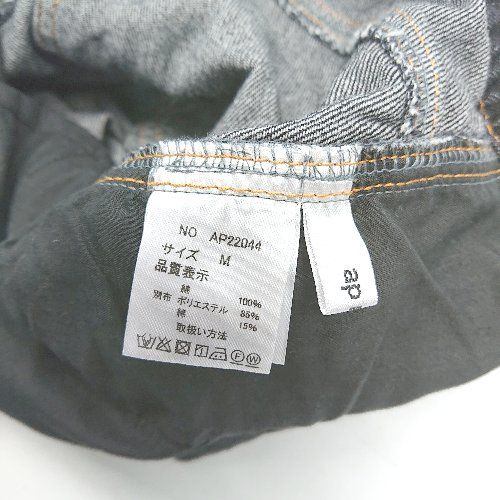 NO AP22044
サイズ M
品質表示
綿 100%
別布 ポリエステル 85%
綿 15%
取扱い方法